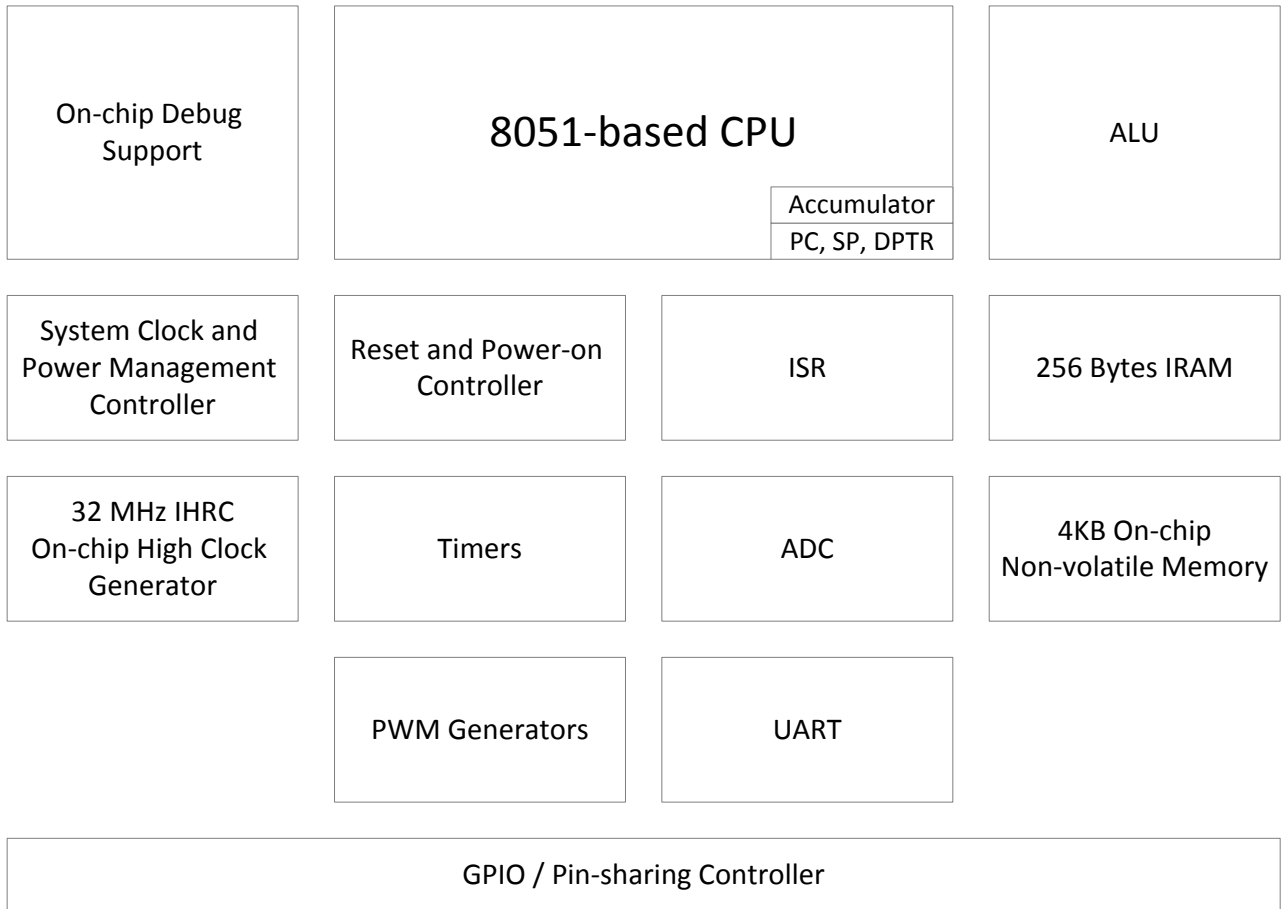 On-chip Debug
Support
8051-based CPU
Accumulator
PC, SP, DPTR
ALU
System Clock and
Power Management
Controller
Reset and Power-on
Controller
ISR
256 Bytes IRAM
32 MHz IHRC
On-chip High Clock
Generator
Timers
ADC
4KB On-chip
Non-volatile Memory
PWM Generators
UART
GPIO / Pin-sharing Controller